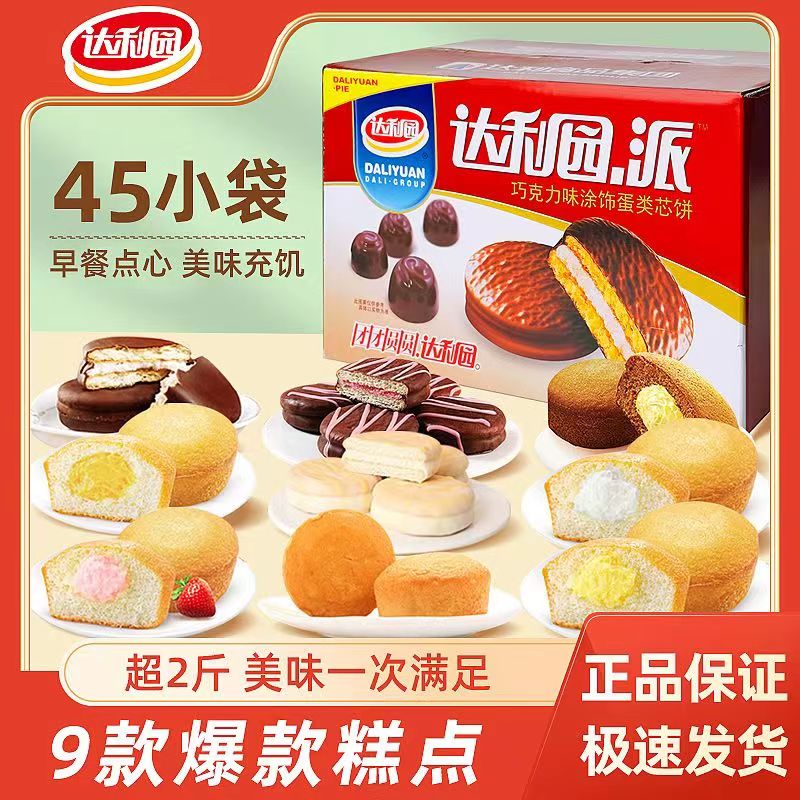 达利园
45小袋
早餐点心 美味充饥
DALIYUAN
·PIE
达利园
DALIYUAN
DALI·GROUP
达利园.派
TM
巧克力味涂饰蛋类芯饼
团团圆圆.达利园
超2斤 美味一次满足
9款爆款糕点
正品保证
极速发货